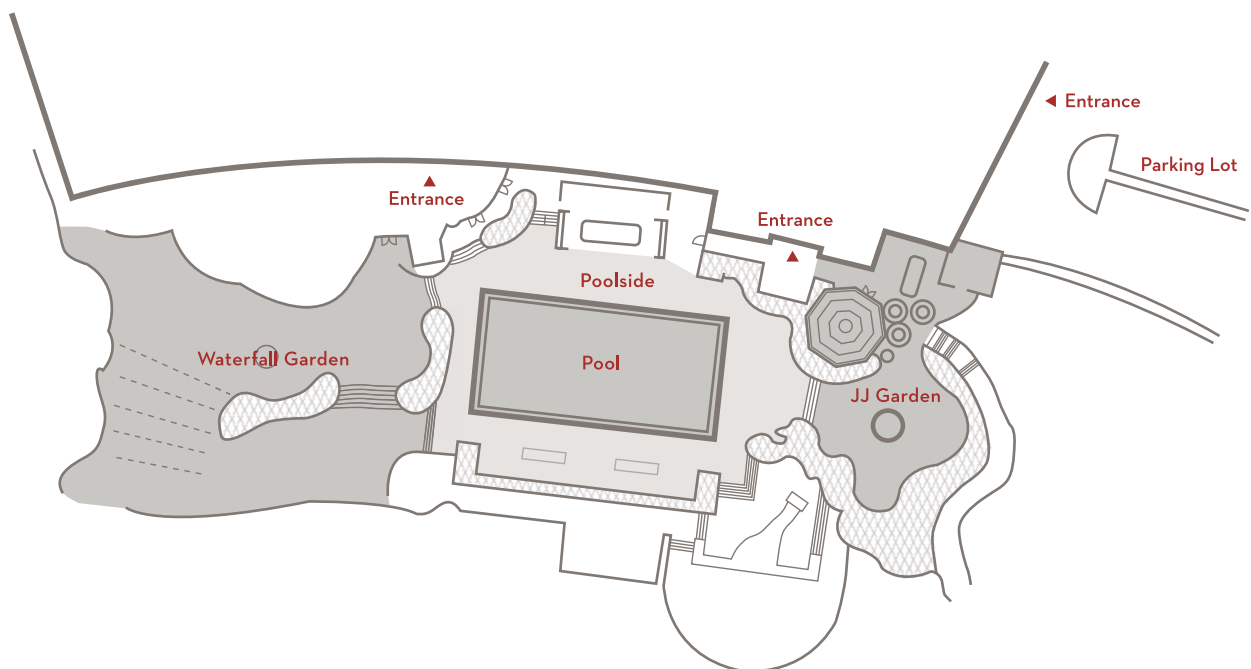 Entrance
Parking Lot
Entrance
Entrance
Poolside
Waterfall Garden
Pool
JJ Garden